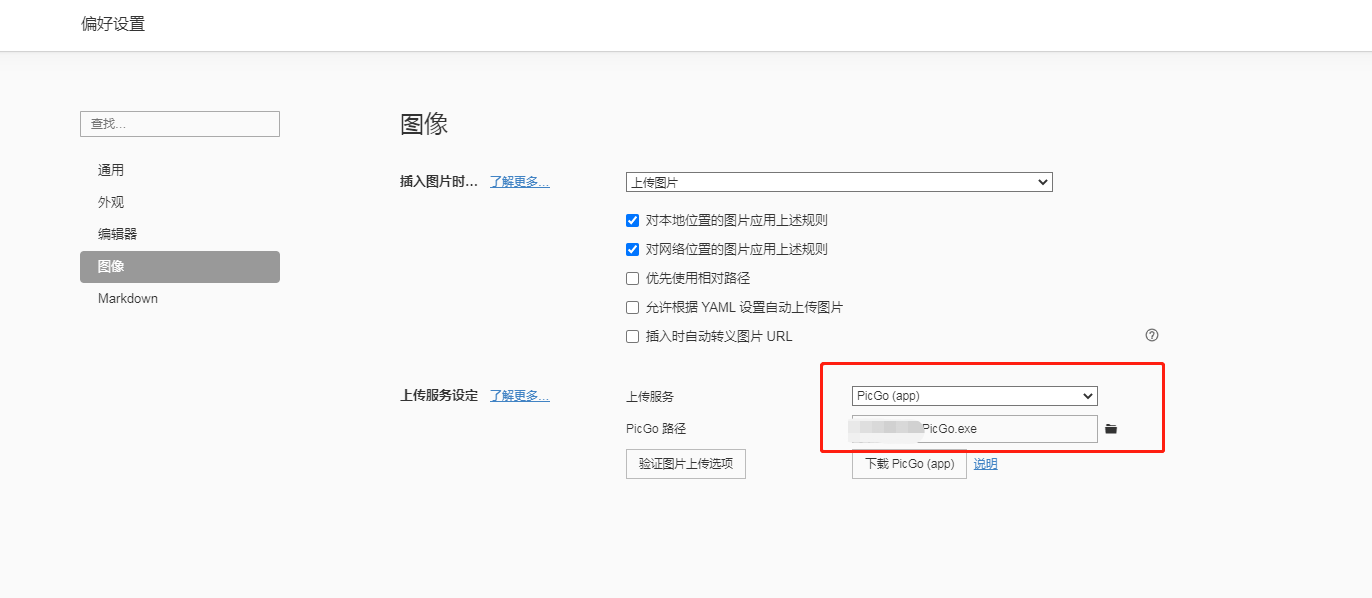 偏好设置
查找...
通用
外观
编辑器
图像
Markdown
图像
插入图片时... 了解更多... 上传图片
对本地位置的图片应用上述规则
对网络位置的图片应用上述规则
优先使用相对路径
允许根据 YAML 设置自动上传图片
插入时自动转义图片 URL
上传服务设定 了解更多... 上传服务 PicGo (app)
PicGo 路径 PicGo.exe
验证图片上传选项 下载 PicGo (app) 说明